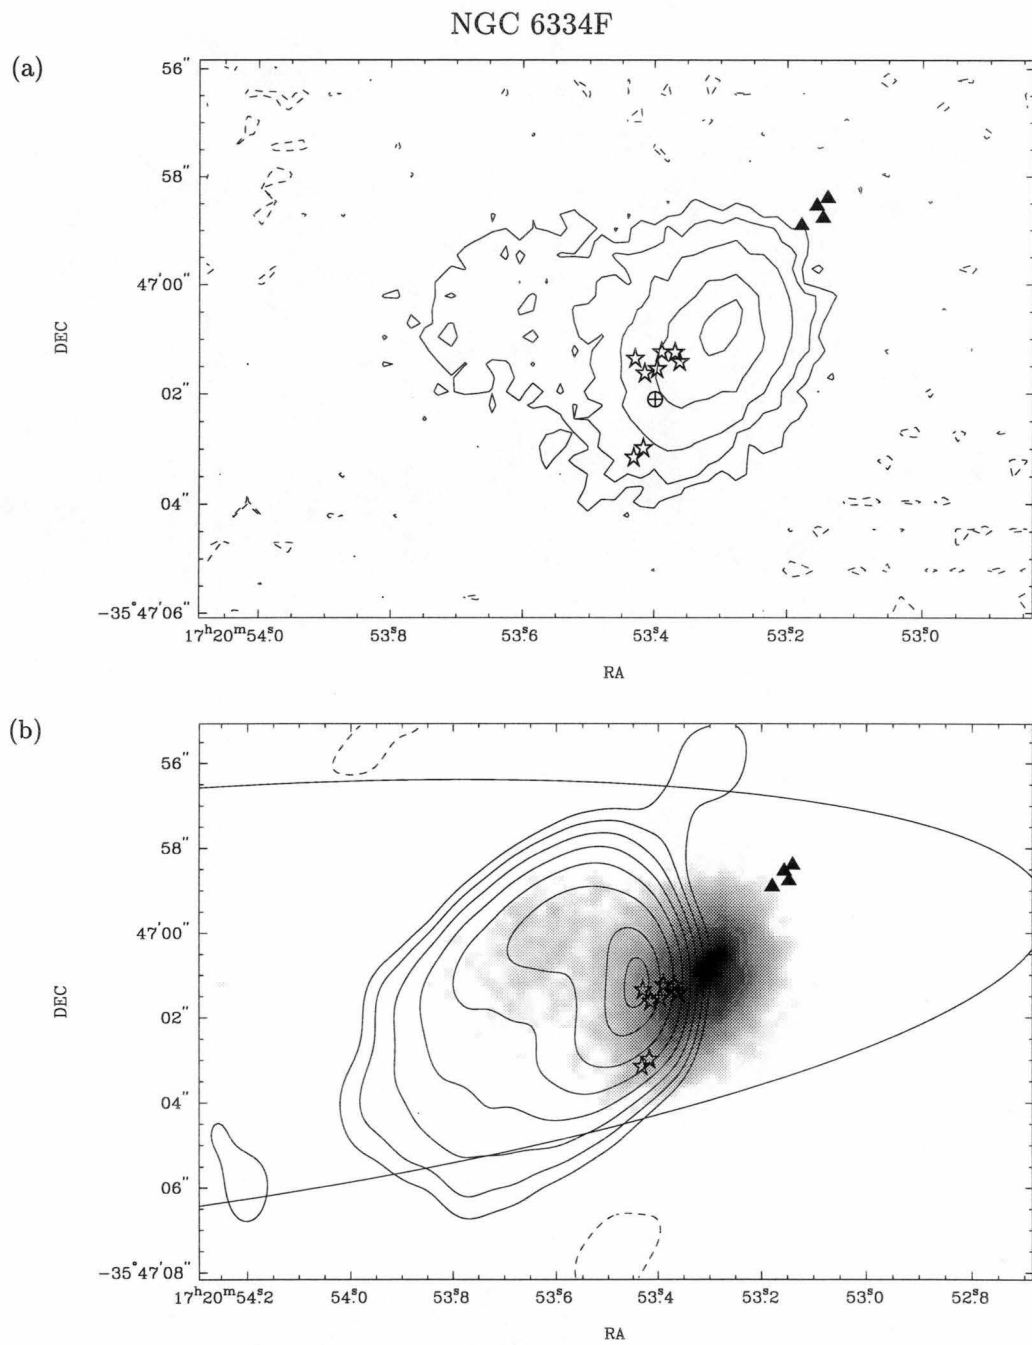 NGC 6334F
(a)
56"
58"
47'00"
02"
04"
−35°47'06"
DEC
17ʰ20ᵐ54ˢ.0
53ˢ.8
53ˢ.6
53ˢ.4
53ˢ.2
53ˢ.0
RA
(b)
56"
58"
47'00"
02"
04"
06"
−35°47'08"
DEC
17ʰ20ᵐ54ˢ.2
54ˢ.0
53ˢ.8
53ˢ.6
53ˢ.4
53ˢ.2
53ˢ.0
52ˢ.8
RA